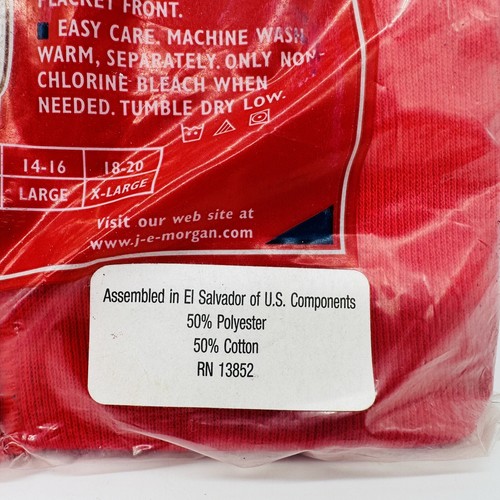 PLACKET FRONT.
EASY CARE. MACHINE WASH
WARM, SEPARATELY. ONLY NON-
CHLORINE BLEACH WHEN
NEEDED. TUMBLE DRY LOW.
14-16 18-20
LARGE X-LARGE
Visit our web site at
www.j-e-morgan.com
Assembled in El Salvador of U.S. Components
50% Polyester
50% Cotton
RN 13852